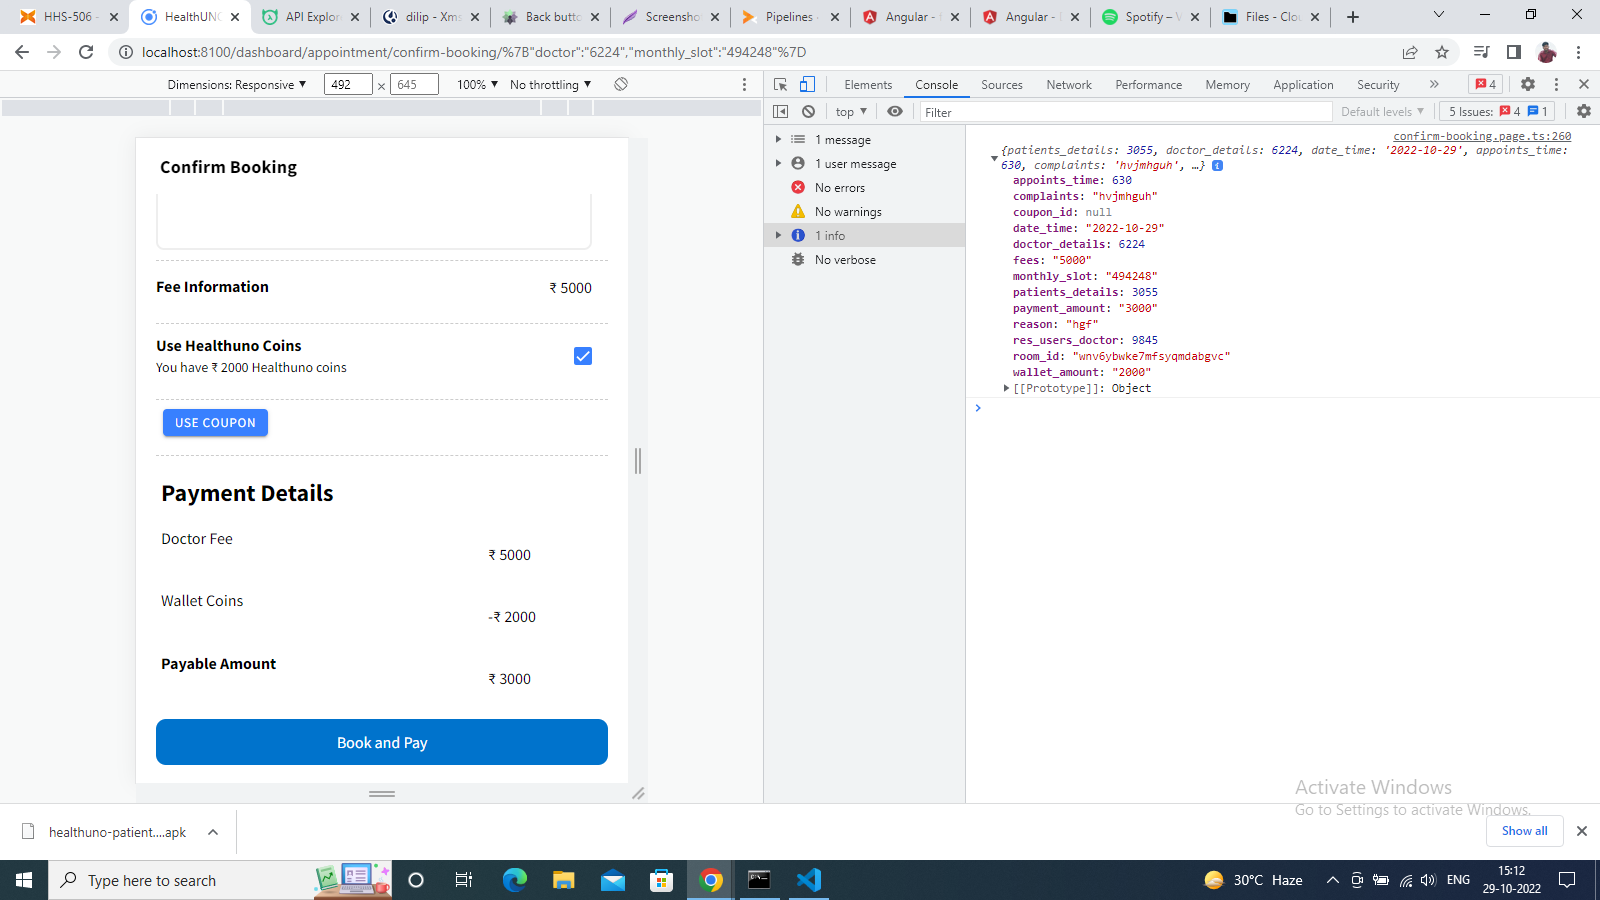 HHS-506
HealthUN
API Explor
dilip - Xms
Back butto
Screensho
Pipelines -
Angular -
Angular -
Spotify –
Files - Clo
localhost:8100/dashboard/appointment/confirm-booking/%7B"doctor":"6224","monthly_slot":"494248"%7D
Dimensions: Responsive ▼ 492 × 645 100% ▼ No throttling ▼
Elements Console Sources Network Performance Memory Application Security » 4
top ▼ Filter Default levels ▼ 5 Issues: 4 1
1 message
1 user message
No errors
No warnings
1 info
No verbose
confirm-booking.page.ts:260
{patients_details: 3055, doctor_details: 6224, date_time: '2022-10-29', appoints_time:
630, complaints: 'hvjmhguh', …} i
appoints_time: 630
complaints: "hvjmhguh"
coupon_id: null
date_time: "2022-10-29"
doctor_details: 6224
fees: "5000"
monthly_slot: "494248"
patients_details: 3055
payment_amount: "3000"
reason: "hgf"
res_users_doctor: 9845
room_id: "wnv6ybwke7mfsyqmdabgvc"
wallet_amount: "2000"
[[Prototype]]: Object
Confirm Booking
Fee Information ₹ 5000
Use Healthuno Coins
You have ₹ 2000 Healthuno coins
USE COUPON
Payment Details
Doctor Fee
₹ 5000
Wallet Coins
-₹ 2000
Payable Amount
₹ 3000
Book and Pay
Activate Windows
Go to Settings to activate Windows.
healthuno-patient....apk
Show all
Type here to search
30°C Haze
ENG
15:12
29-10-2022